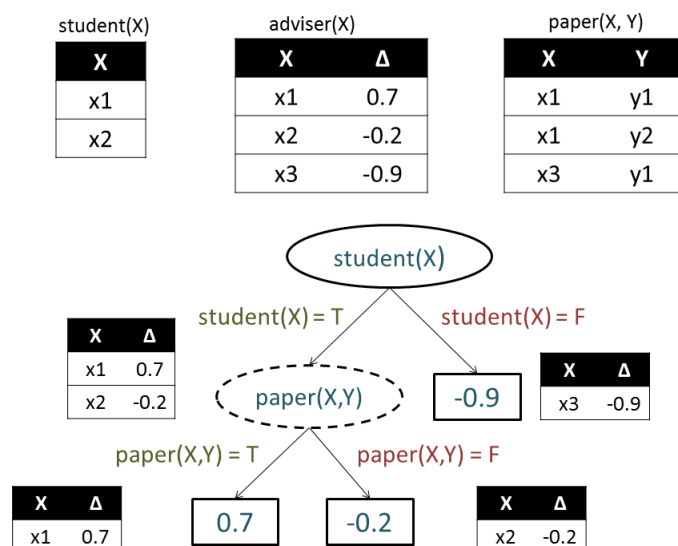 student(X) adviser(X) paper(X, Y)
X X Δ X Y
x1 x1 0.7 x1 y1
x2 x2 -0.2 x1 y2
x3 -0.9 x3 y1
student(X)
student(X) = T student(X) = F
X Δ
x1 0.7
x2 -0.2
paper(X,Y)
-0.9
X Δ
x3 -0.9
paper(X,Y) = T paper(X,Y) = F
X Δ
x1 0.7
0.7
-0.2
X Δ
x2 -0.2